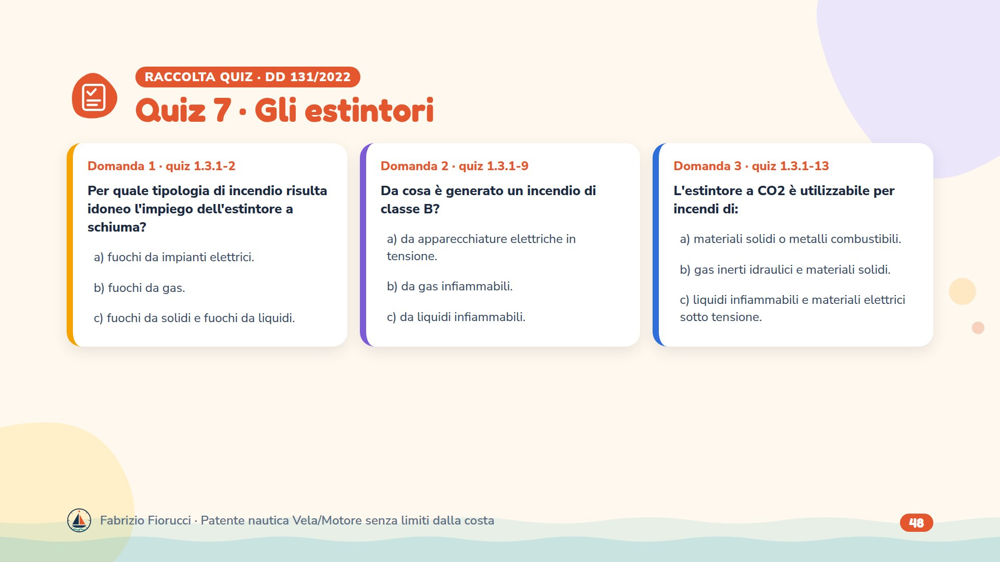 RACCOLTA QUIZ · DD 131/2022
Quiz 7 · Gli estintori
Domanda 1 · quiz 1.3.1-2
Per quale tipologia di incendio risulta
idoneo l'impiego dell'estintore a
schiuma?
a) fuochi da impianti elettrici.
b) fuochi da gas.
c) fuochi da solidi e fuochi da liquidi.
Domanda 2 · quiz 1.3.1-9
Da cosa è generato un incendio di
classe B?
a) da apparecchiature elettriche in
tensione.
b) da gas infiammabili.
c) da liquidi infiammabili.
Domanda 3 · quiz 1.3.1-13
L'estintore a CO2 è utilizzabile per
incendi di:
a) materiali solidi o metalli combustibili.
b) gas inerti idraulici e materiali solidi.
c) liquidi infiammabili e materiali elettrici
sotto tensione.
Fabrizio Fiorucci · Patente nautica Vela/Motore senza limiti dalla costa
48